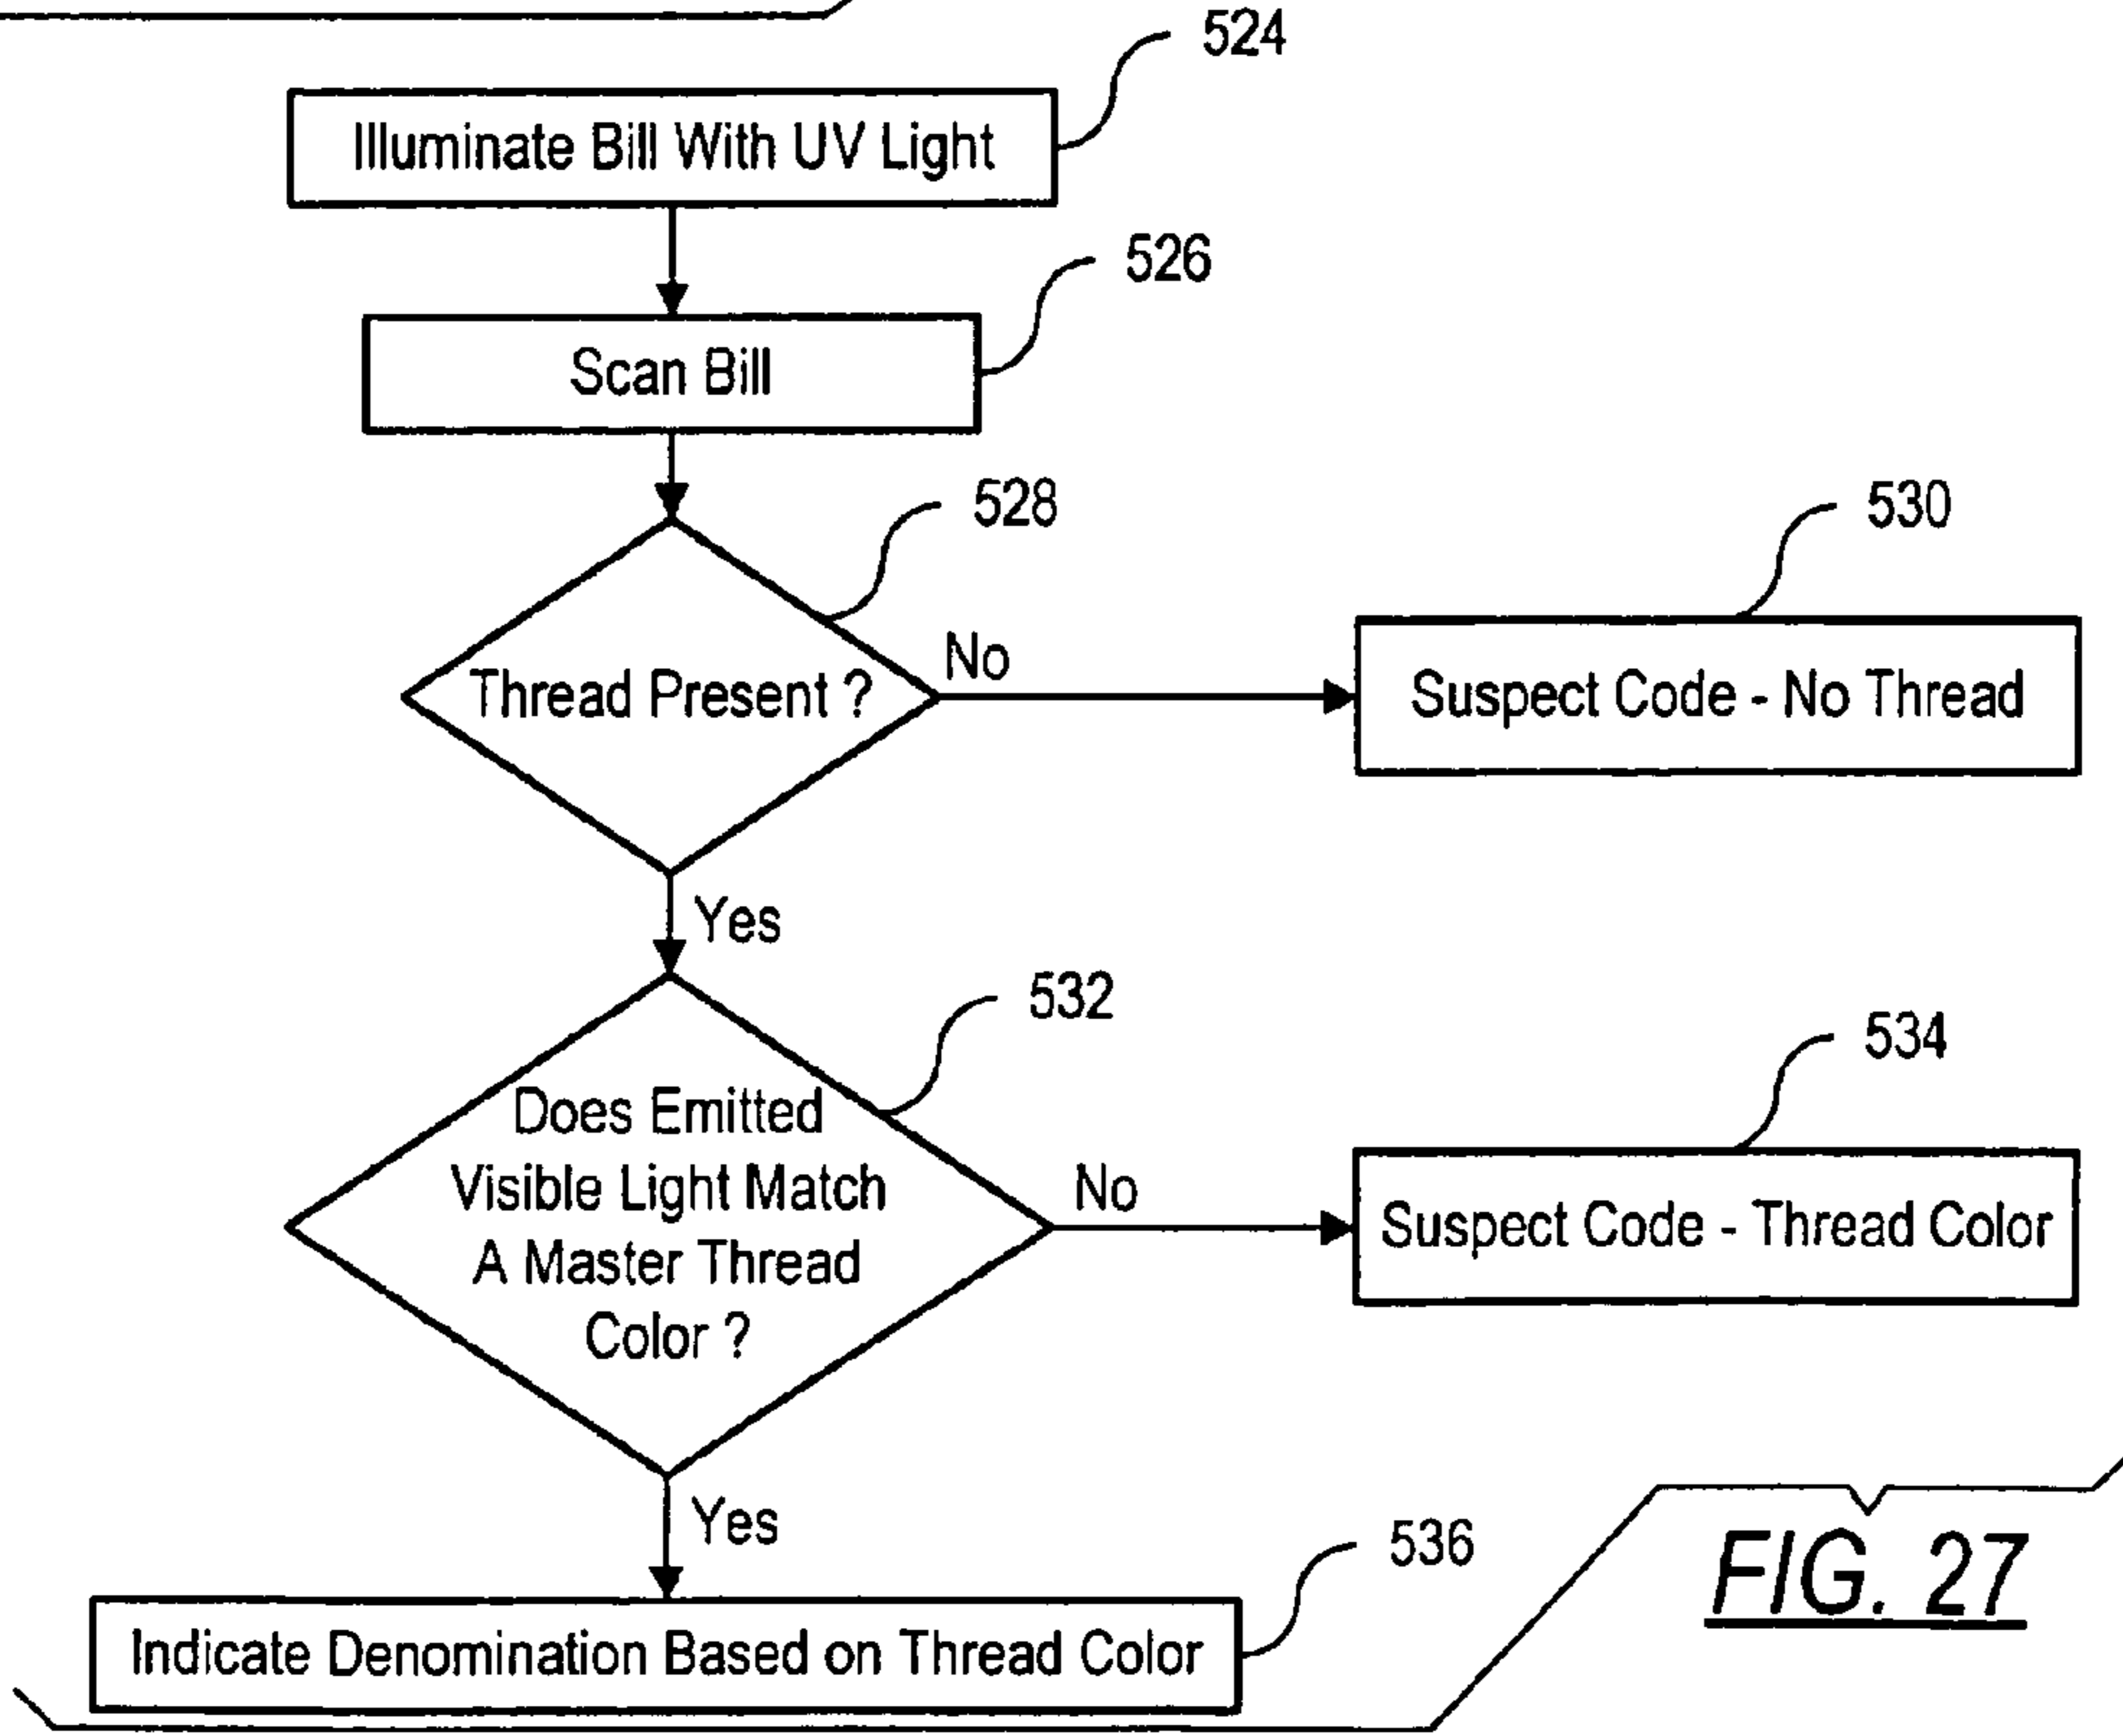 524
Illuminate Bill With UV Light
526
Scan Bill
528
530
Thread Present ?
No
Suspect Code - No Thread
Yes
532
534
Does Emitted
Visible Light Match
A Master Thread
Color ?
No
Suspect Code - Thread Color
Yes
536
Indicate Denomination Based on Thread Color
FIG. 27